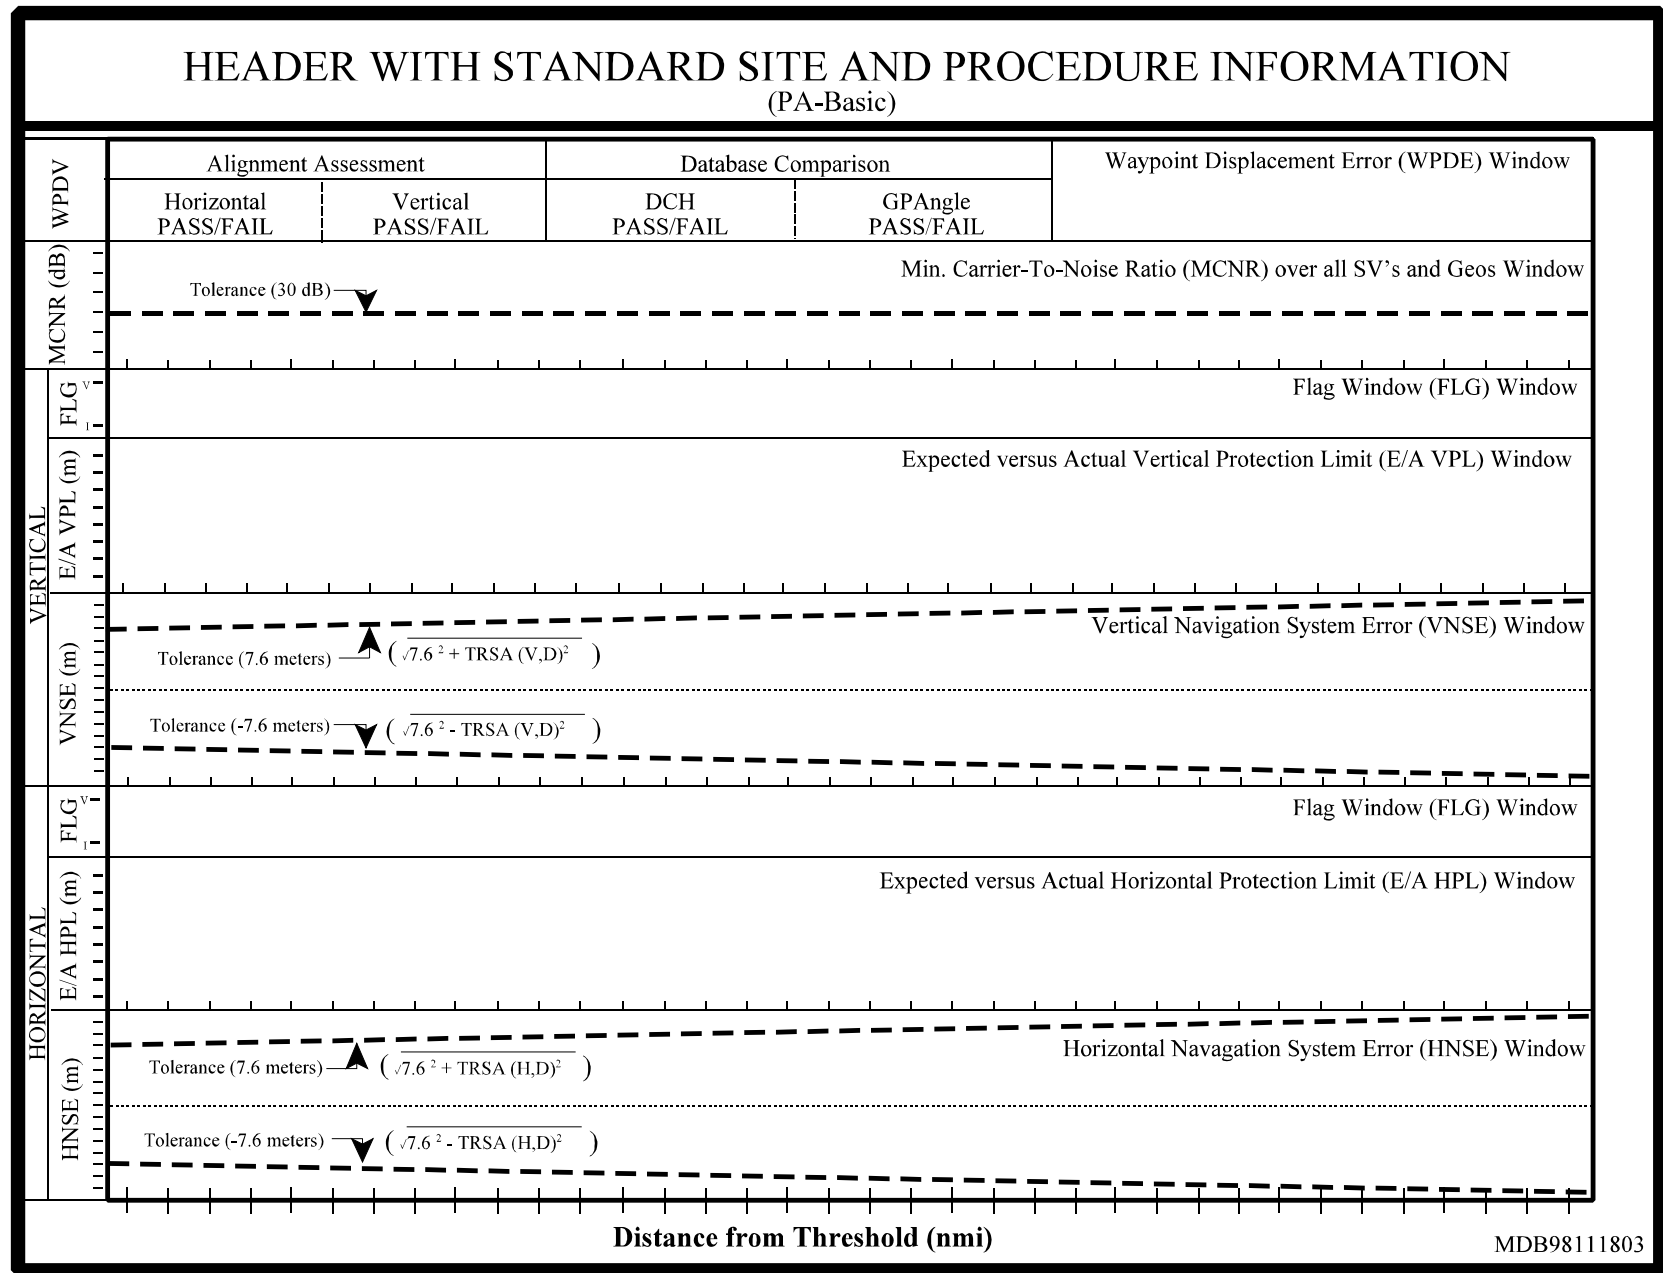 HEADER WITH STANDARD SITE AND PROCEDURE INFORMATION
(PA-Basic)
WPDV
Alignment Assessment
Database Comparison
Waypoint Displacement Error (WPDE) Window
Horizontal
PASS/FAIL
Vertical
PASS/FAIL
DCH
PASS/FAIL
GPAngle
PASS/FAIL
MCNR (dB)
Min. Carrier-To-Noise Ratio (MCNR) over all SV's and Geos Window
Tolerance (30 dB)
VERTICAL
FLG
V
I
Flag Window (FLG) Window
E/A VPL (m)
Expected versus Actual Vertical Protection Limit (E/A VPL) Window
VNSE (m)
Vertical Navigation System Error (VNSE) Window
Tolerance (7.6 meters) (√7.6 ² + TRSA (V,D)²)
Tolerance (-7.6 meters) (√7.6 ² - TRSA (V,D)²)
HORIZONTAL
FLG
V
I
Flag Window (FLG) Window
E/A HPL (m)
Expected versus Actual Horizontal Protection Limit (E/A HPL) Window
HNSE (m)
Horizontal Navagation System Error (HNSE) Window
Tolerance (7.6 meters) (√7.6 ² + TRSA (H,D)²)
Tolerance (-7.6 meters) (√7.6 ² - TRSA (H,D)²)
Distance from Threshold (nmi)
MDB98111803